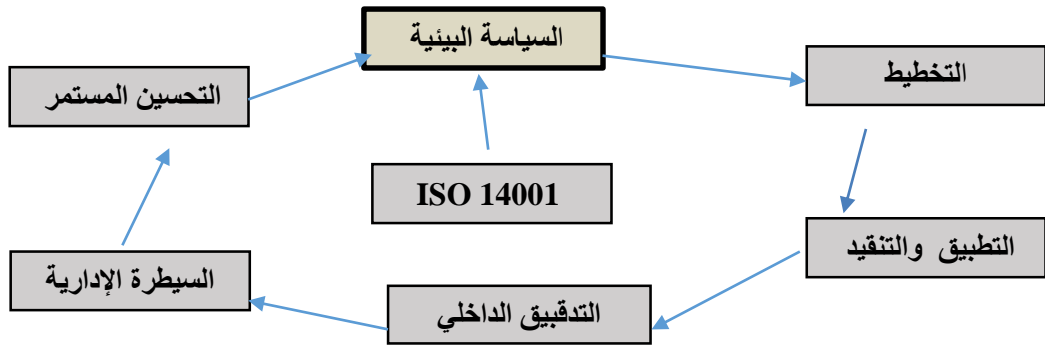 السياسة البيئية
التخطيط
التحسين المستمر
ISO 14001
التطبيق والتنقيد
السيطرة الإدارية
التدقبيق الداخلي